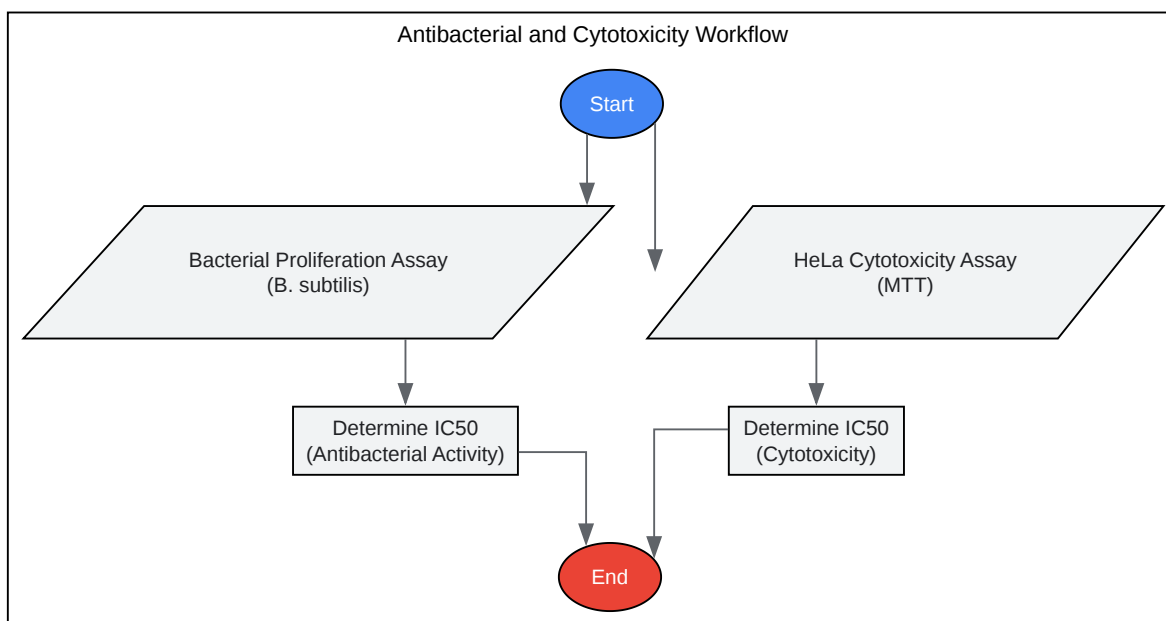 Antibacterial and Cytotoxicity Workflow
Start
Bacterial Proliferation Assay
(B. subtilis)
HeLa Cytotoxicity Assay
(MTT)
Determine IC50
(Antibacterial Activity)
Determine IC50
(Cytotoxicity)
End